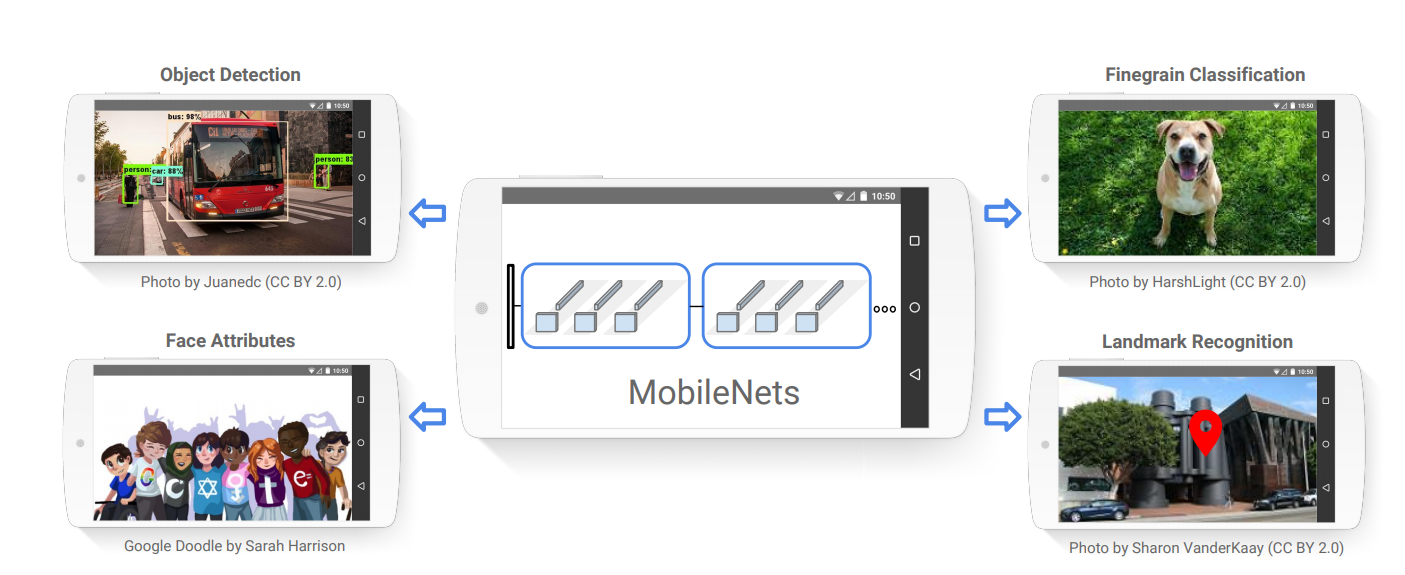 Object Detection
10:50
bus: 98%
person:
car: 88%
person: 83
Photo by Juanedc (CC BY 2.0)
Face Attributes
10:50
G
t
e
Google Doodle by Sarah Harrison
10:50
MobileNets
Finegrain Classification
10:50
Photo by HarshLight (CC BY 2.0)
Landmark Recognition
10:50
Photo by Sharon VanderKaay (CC BY 2.0)